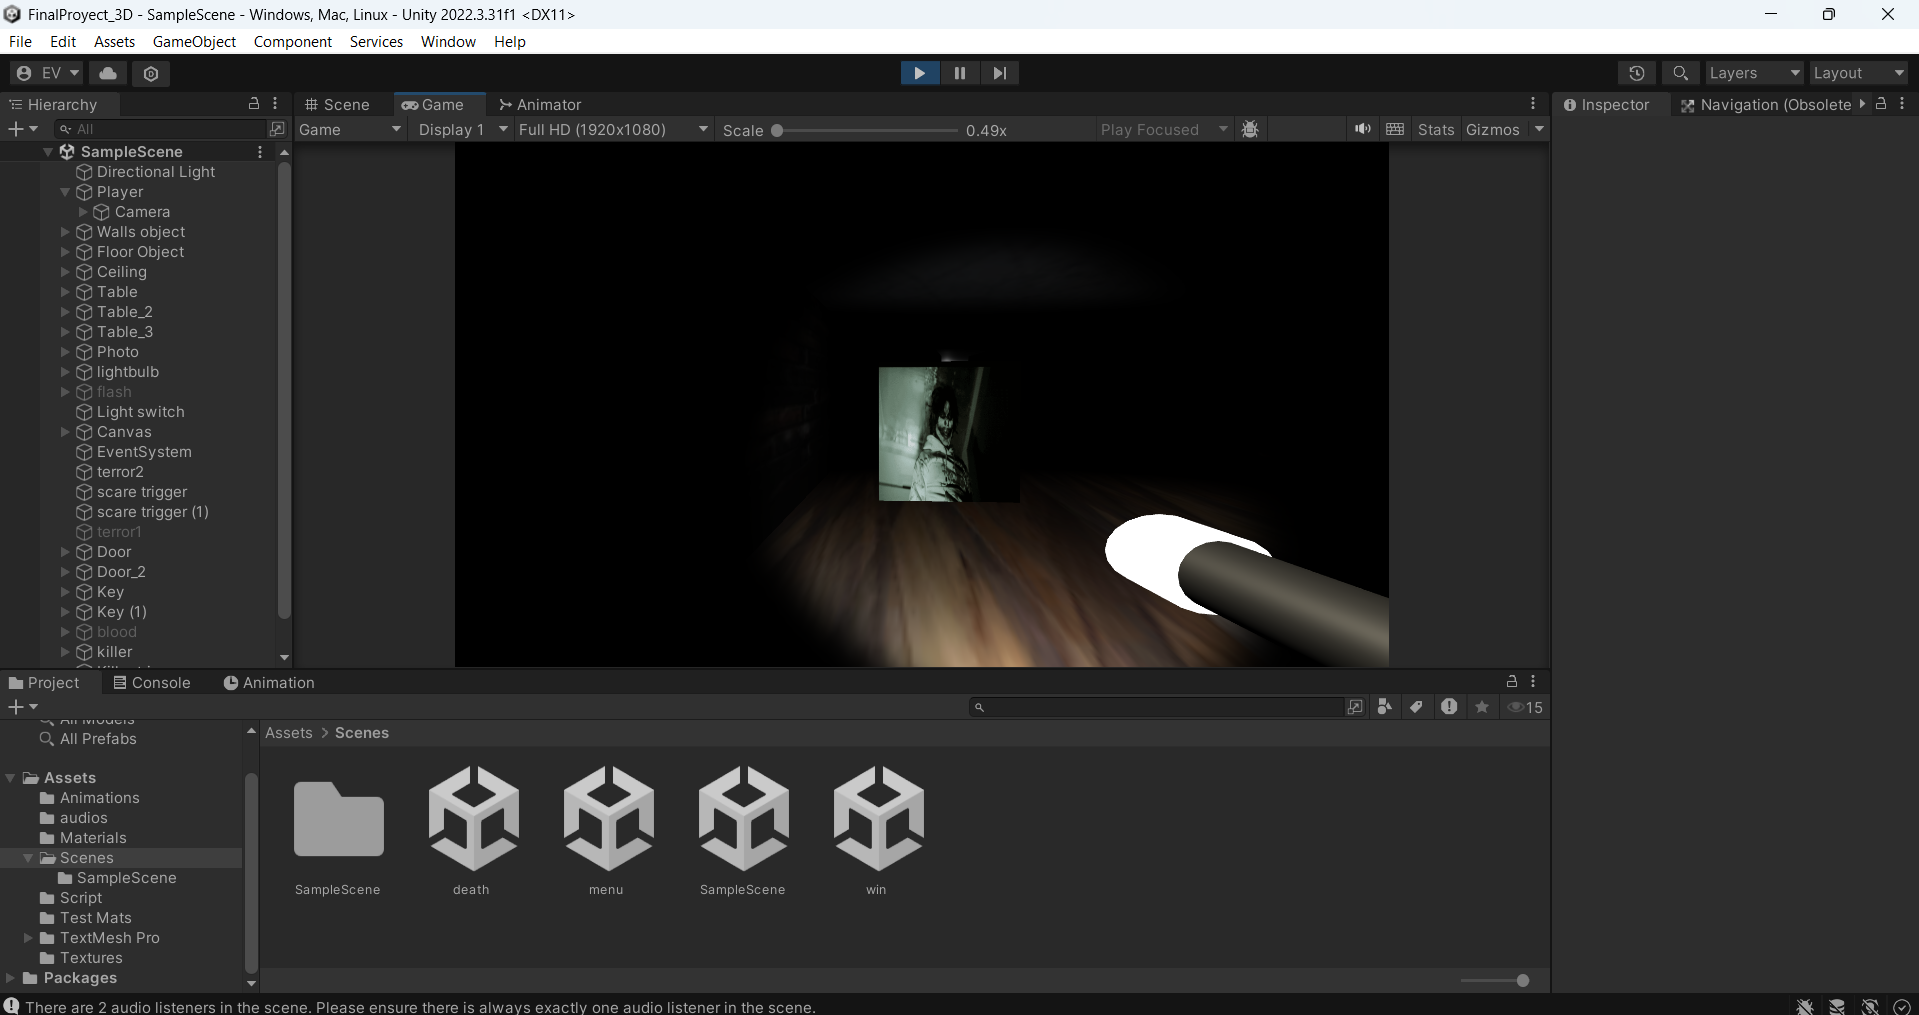 FinalProyect_3D - SampleScene - Windows, Mac, Linux - Unity 2022.3.31f1 <DX11>
File Edit Assets GameObject Component Services Window Help
EV Layers Layout
Hierarchy Scene Game Animator Inspector Navigation (Obsolete
All Game Display 1 Full HD (1920x1080) Scale 0.49x Play Focused Stats Gizmos
SampleScene
Directional Light
Player
Camera
Walls object
Floor Object
Ceiling
Table
Table_2
Table_3
Photo
lightbulb
flash
Light switch
Canvas
EventSystem
terror2
scare trigger
scare trigger (1)
terror1
Door
Door_2
Key
Key (1)
blood
killer
Project Console Animation
15
All Models
All Prefabs
Assets
Animations
audios
Materials
Scenes
SampleScene
Script
Test Mats
TextMesh Pro
Textures
Packages
Assets > Scenes
SampleScene death menu SampleScene win
There are 2 audio listeners in the scene. Please ensure there is always exactly one audio listener in the scene.